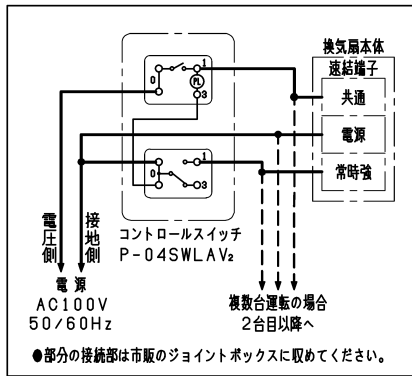 換気扇本体
速結端子
共通
電源
常時強
1
0
PL
3
1
0
3
コントロールスイッチ
P-04SWLAV₂
電圧側
接地側
電源
AC100V
50/60Hz
複数台運転の場合
2台目以降へ
●部分の接続部は市販のジョイントボックスに収めてください。